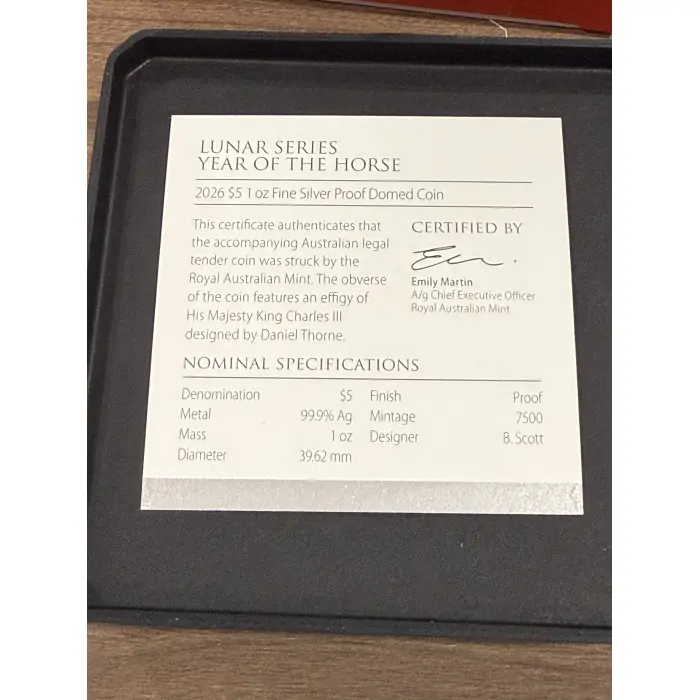 LUNAR SERIES
YEAR OF THE HORSE
2026 $5 1 oz Fine Silver Proof Domed Coin
This certificate authenticates that
the accompanying Australian legal
tender coin was struck by the
Royal Australian Mint. The obverse
of the coin features an effigy of
His Majesty King Charles III
designed by Daniel Thorne.
CERTIFIED BY
Emily Martin
A/g Chief Executive Officer
Royal Australian Mint
NOMINAL SPECIFICATIONS
Denomination $5 Finish Proof
Metal 99.9% Ag Mintage 7500
Mass 1 oz Designer B. Scott
Diameter 39.62 mm